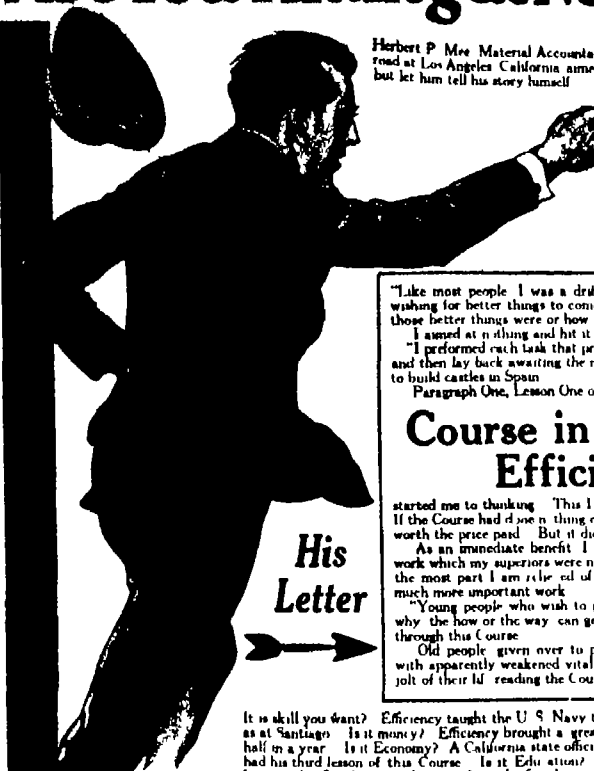 Herbert P Mee Material Accounta
road at Los Angeles California aime
but let him tell his story himself
"Like most people I was a drif
wishing for better things to com
those better things were or how
I aimed at nothing and hit it
"I preformed each task that pr
and then lay back awaiting the
to build castles in Spain
Paragraph One, Lesson One o
Course in
Effici
started me to thinking This I
If the Course had done n thing
worth the price paid But it di
As an immediate benefit I
work which my superiors were n
the most part I am relie ed of
much more important work
"Young people who wish to
why the how or the way can ge
through this Course
Old people given over to p
with apparently weakened vital
jolt of their lif reading the Cou
His
Letter
It is skill you want? Efficiency taught the U S Navy t
as at Santiago Is it money? Efficiency brought a grea
half in a year Is it Economy? A California state offic
had his third lesson of this Course Is it Edu ation?